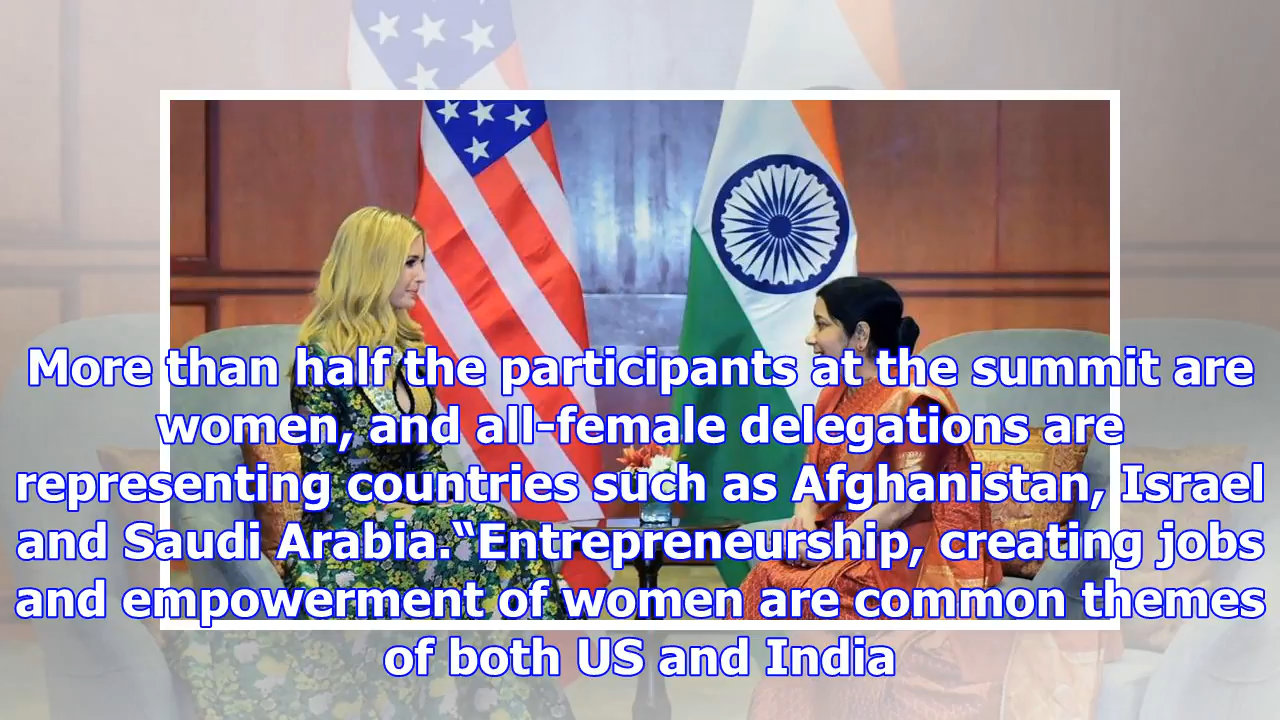 More than half the participants at the summit are
women, and all-female delegations are
representing countries such as Afghanistan, Israel
and Saudi Arabia.“Entrepreneurship, creating jobs
and empowerment of women are common themes
of both US and India